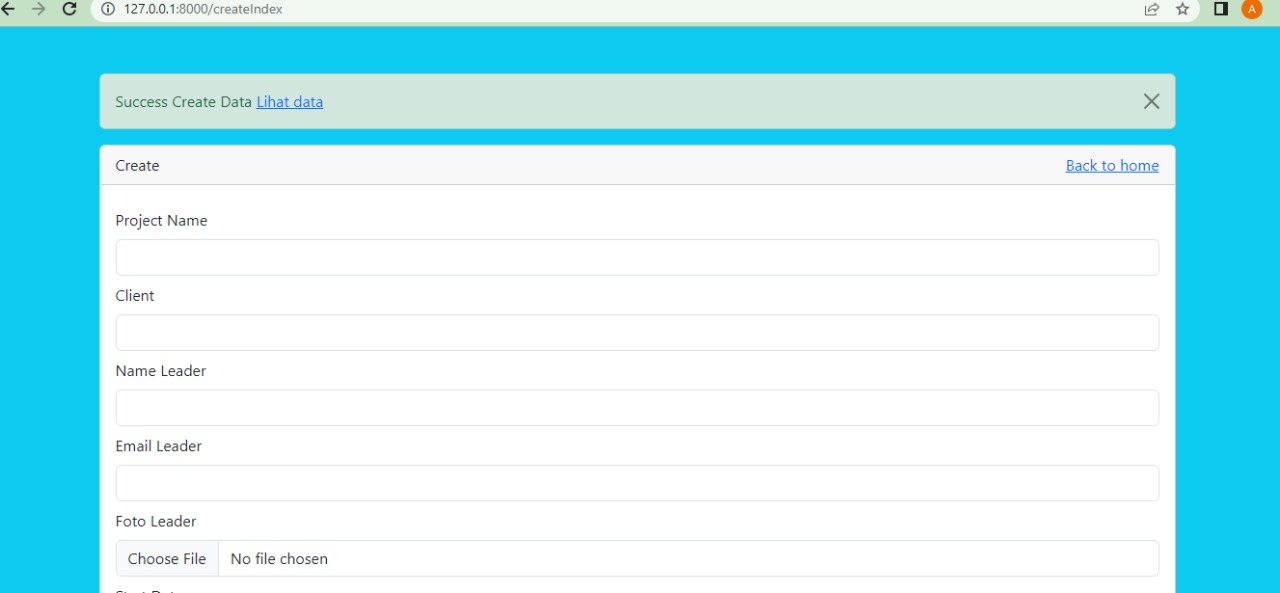 127.0.0.1:8000/createIndex
A
Success Create Data Lihat data
Create
Back to home
Project Name
Client
Name Leader
Email Leader
Foto Leader
Choose File No file chosen